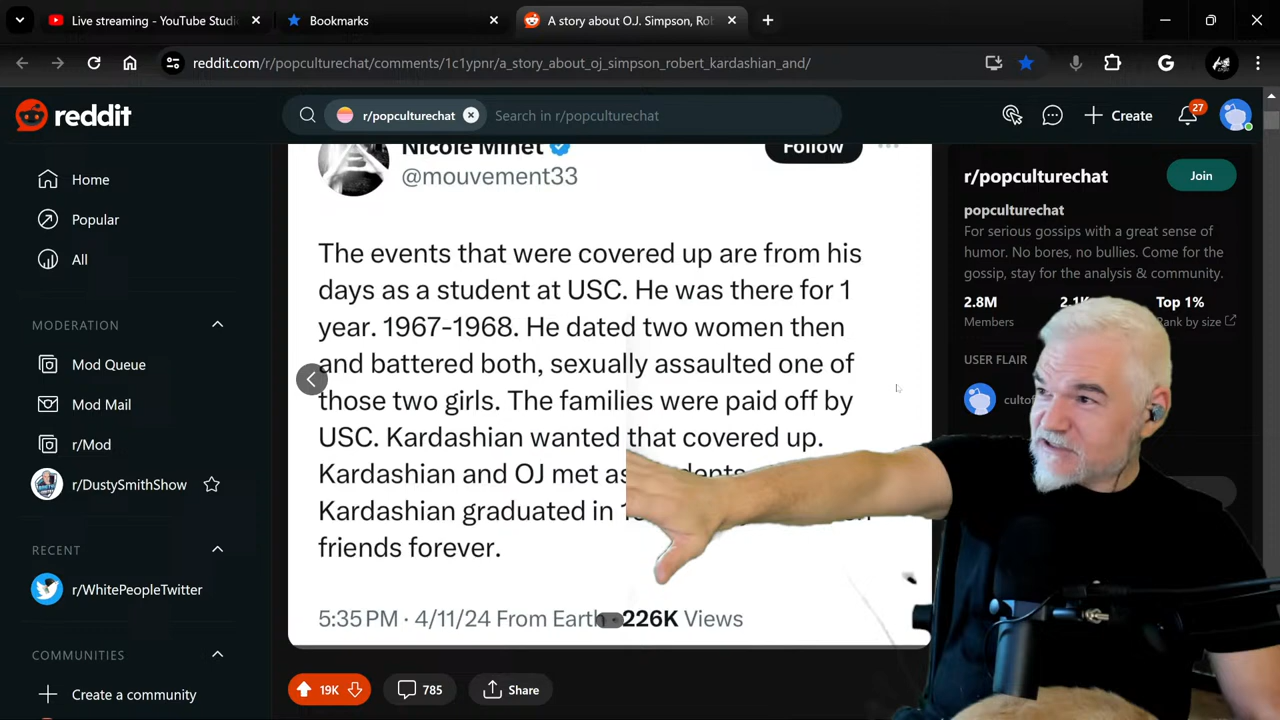 Live streaming - YouTube Studi
Bookmarks
A story about O.J. Simpson, Rob
reddit.com/r/popculturechat/comments/1c1ypnr/a_story_about_oj_simpson_robert_kardashian_and/
reddit
r/popculturechat
Search in r/popculturechat
Create
27
Home
Popular
All
MODERATION
Mod Queue
Mod Mail
r/Mod
r/DustySmithShow
RECENT
r/WhitePeopleTwitter
COMMUNITIES
Create a community
Nicole Minet
Follow
@mouvement33
The events that were covered up are from his
days as a student at USC. He was there for 1
year. 1967-1968. He dated two women then
and battered both, sexually assaulted one of
those two girls. The families were paid off by
USC. Kardashian wanted that covered up.
Kardashian and OJ met as
Kardashian graduated in
friends forever.
5:35 PM · 4/11/24 From Earth · 226K Views
19K
785
Share
r/popculturechat
Join
popculturechat
For serious gossips with a great sense of
humor. No bores, no bullies. Come for the
gossip, stay for the analysis & community.
2.8M
Top 1%
Members
Rank by size
USER FLAIR